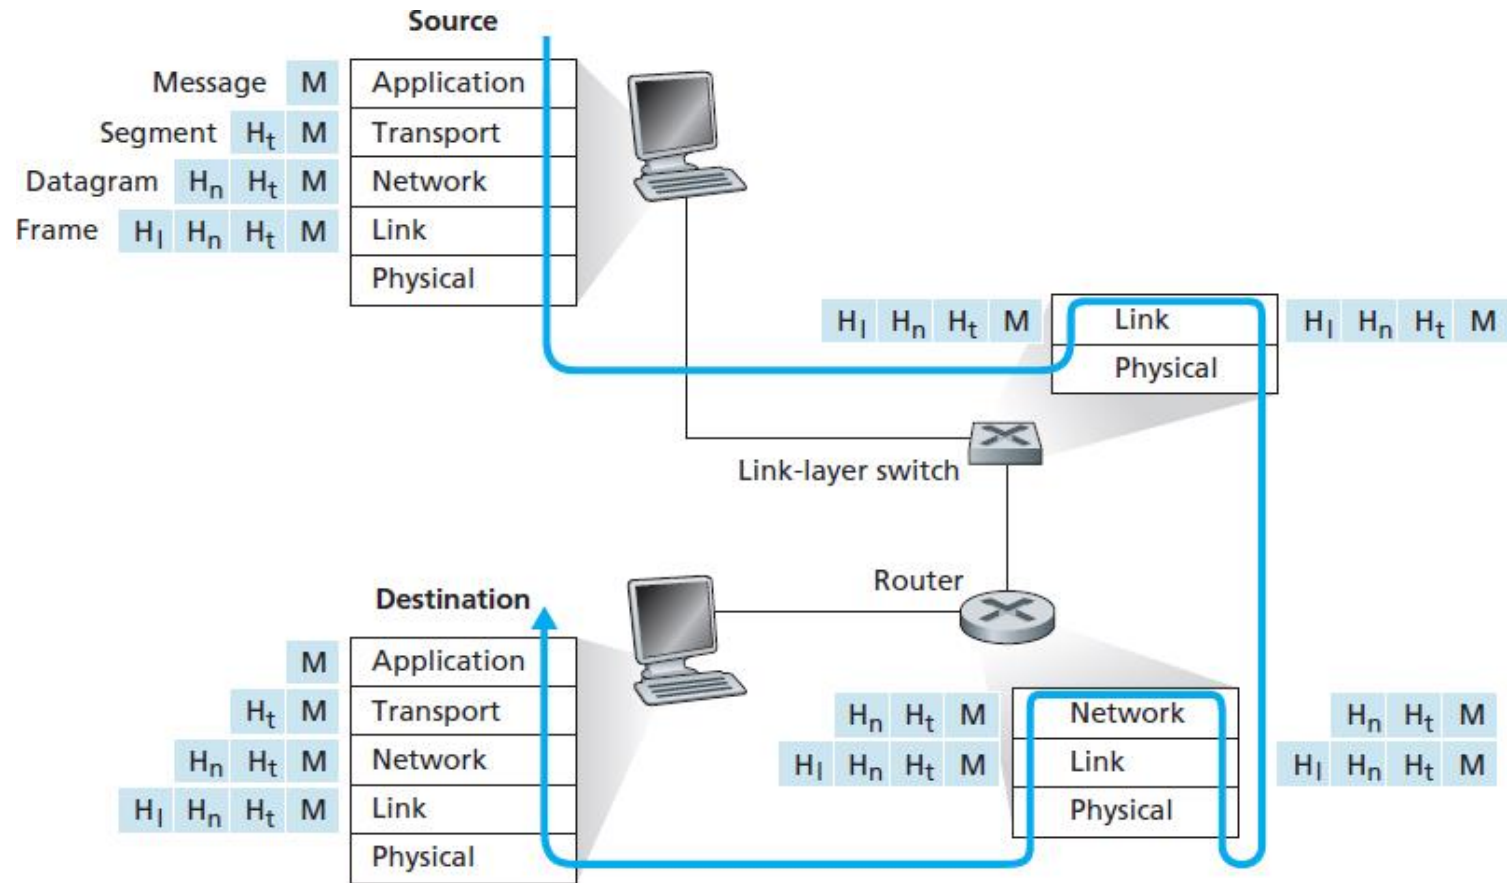 Source
Message M Application
Segment Ht M Transport
Datagram Hn Ht M Network
Frame Hl Hn Ht M Link
Physical
Hl Hn Ht M Link Hl Hn Ht M
Physical
Link-layer switch
Router
Destination
M Application
Ht M Transport
Hn Ht M Network
Hl Hn Ht M Link
Physical
Hn Ht M Network Hn Ht M
Hl Hn Ht M Link Hl Hn Ht M
Physical